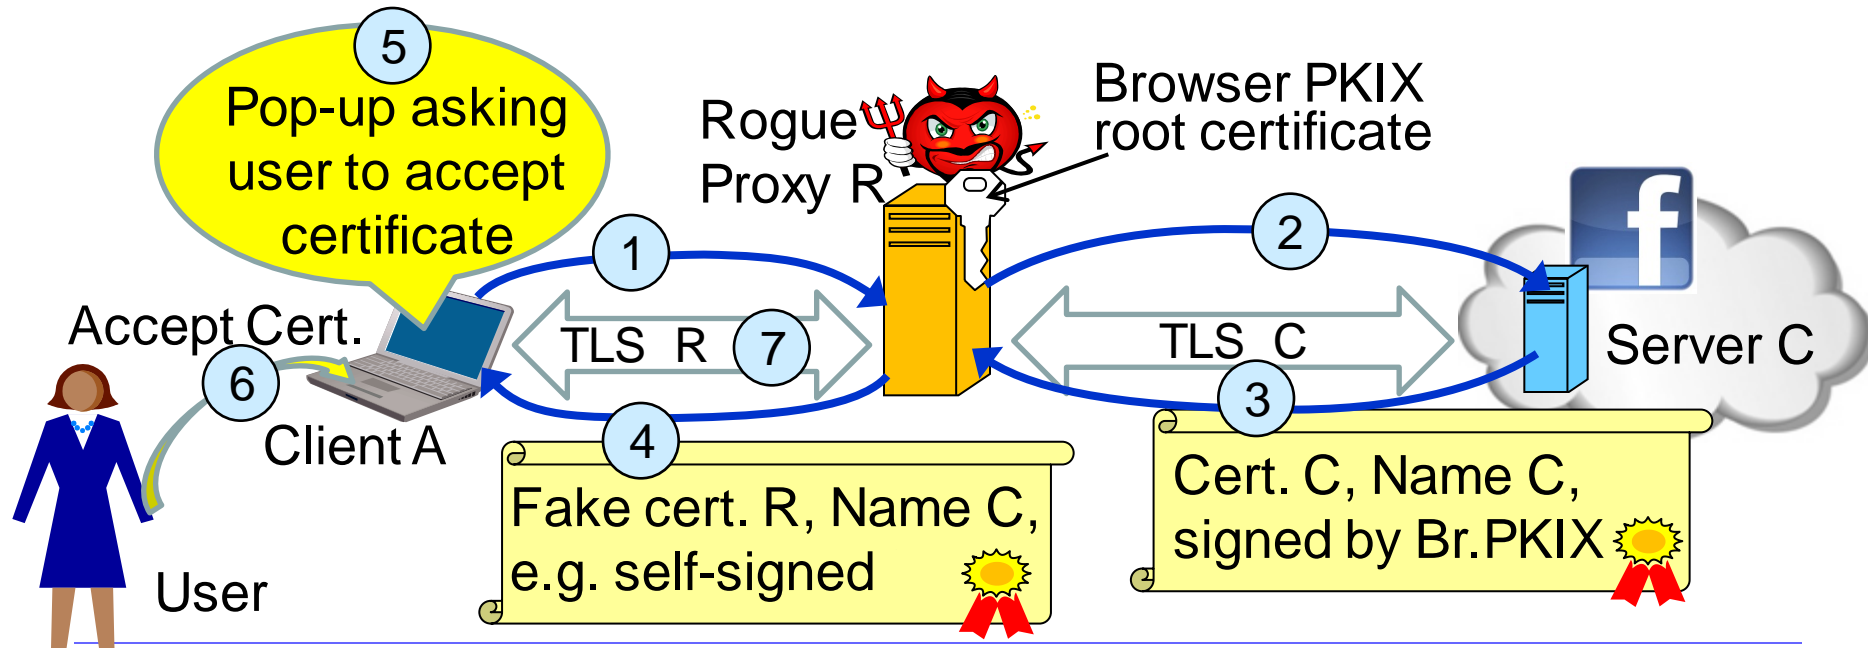 5
Pop-up asking
user to accept
certificate
Rogue
Proxy R
Browser PKIX
root certificate
1
2
f
Accept Cert.
TLS R
7
TLS C
Server C
6
Client A
4
3
Fake cert. R, Name C,
e.g. self-signed
Cert. C, Name C,
signed by Br.PKIX
User